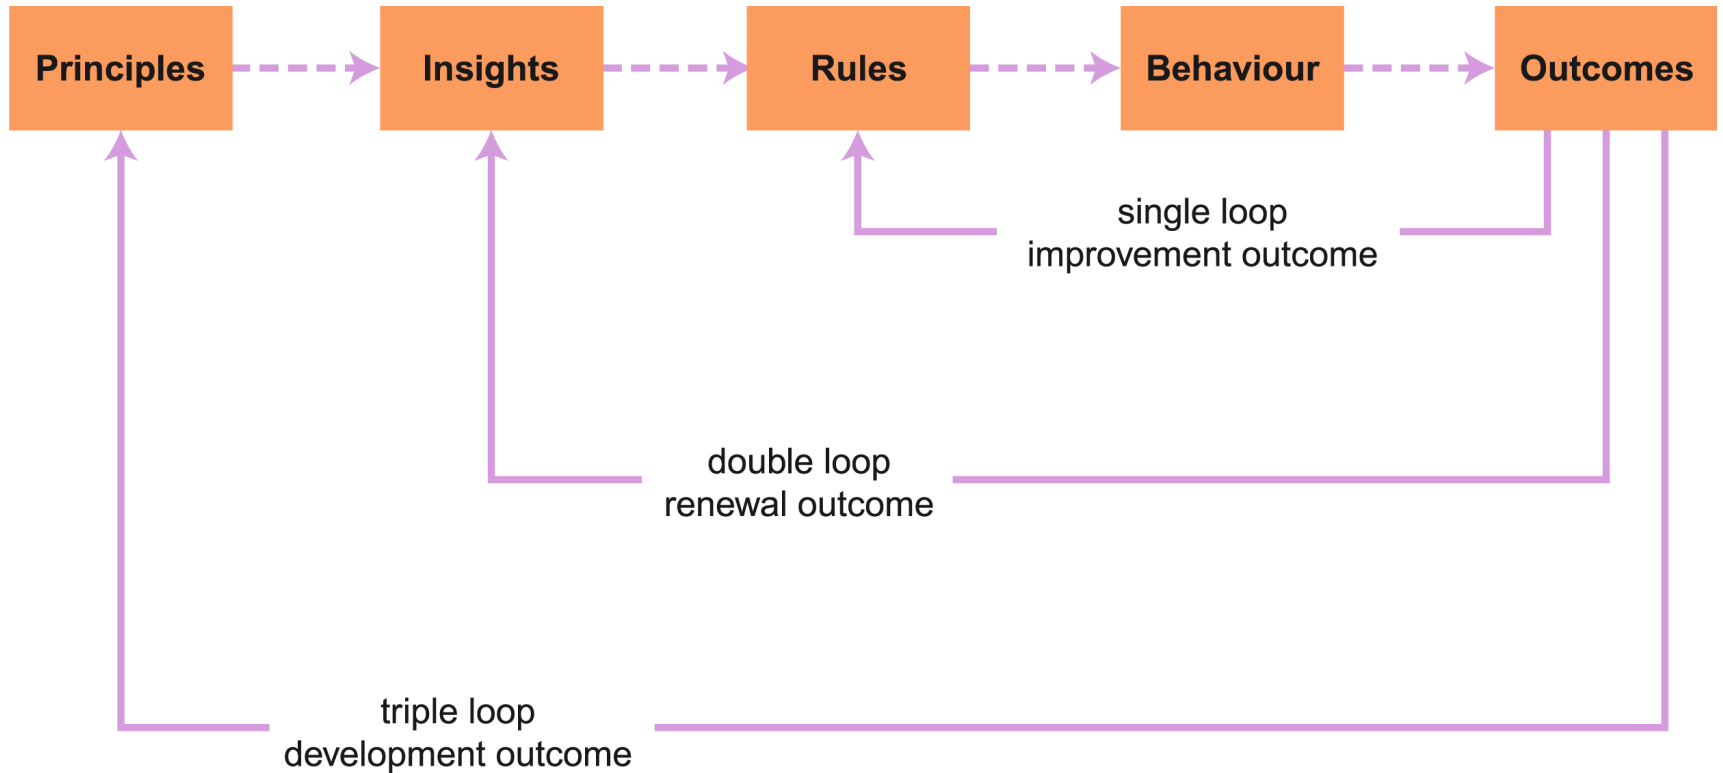 Principles
Insights
Rules
Behaviour
Outcomes
single loop
improvement outcome
double loop
renewal outcome
triple loop
development outcome